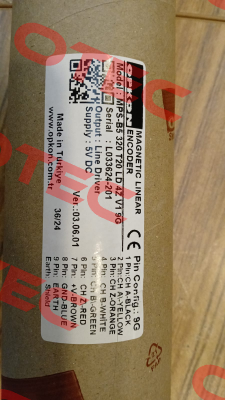 OPKON
MAGNETIC LINEAR
ENCODER
Model : MPS-B5 320 T20 LD 4Z V1 9G
Serial : L033624-201
Output : Line Driver
Supply : 5V DC
Ver.:03.06.01
Made in Türkiye
www.opkon.com.tr
36/24
Pin Config.: 9G
1 Pin: CH A-BLACK
2 Pin: CH A-YELLOW
3 Pin: CH Z-ORANGE
4 Pin: CH B-WHITE
5 Pin: CH B-GREEN
6 Pin: CH Z-RED
7 Pin: +V-BROWN
8 Pin: GND-BLUE
9 Pin: EARTH
Earth: Shield